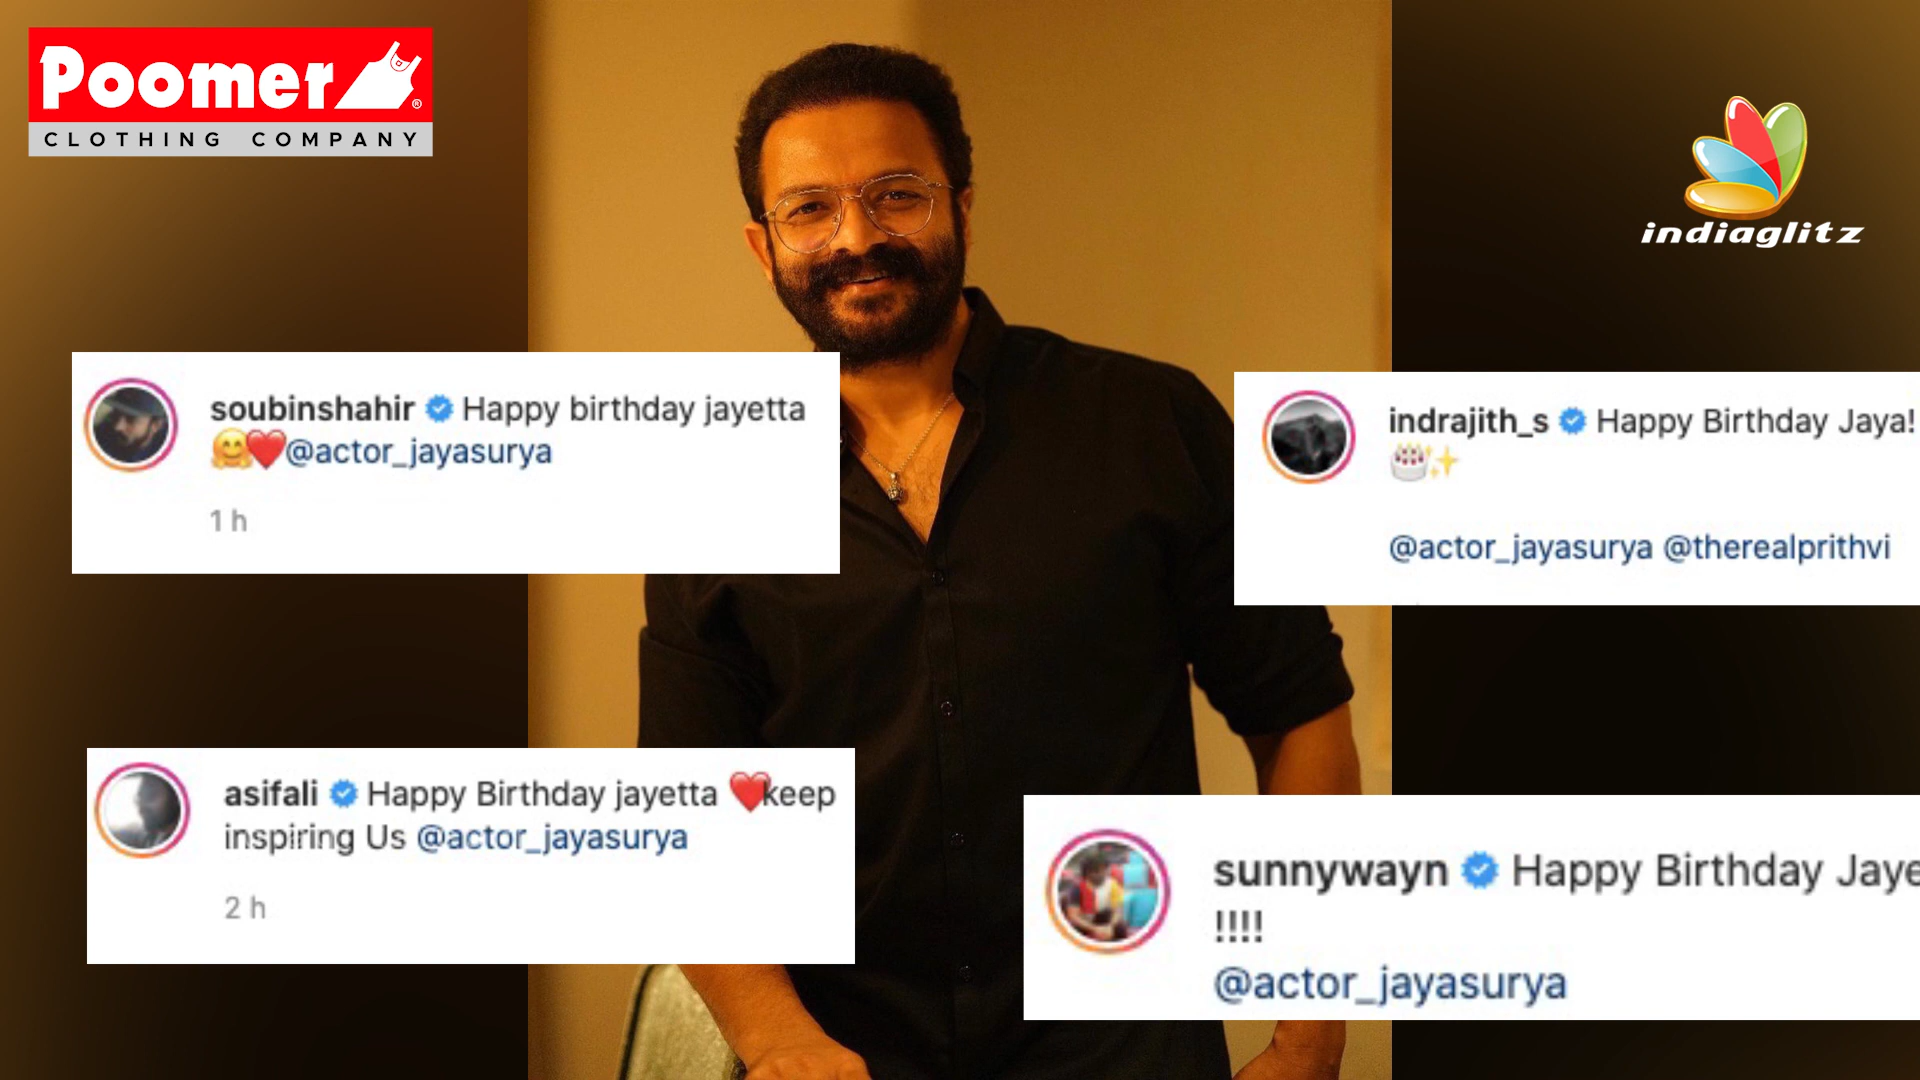 Poomer®
CLOTHING COMPANY
indiaglitz
soubinshahir Happy birthday jayetta
🤗❤️@actor_jayasurya
1 h
indrajith_s Happy Birthday Jaya!
🎂✨
@actor_jayasurya @therealprithvi
asifali Happy Birthday jayetta ❤️keep
inspiring Us @actor_jayasurya
2 h
sunnywayn Happy Birthday Jaye
!!!!
@actor_jayasurya